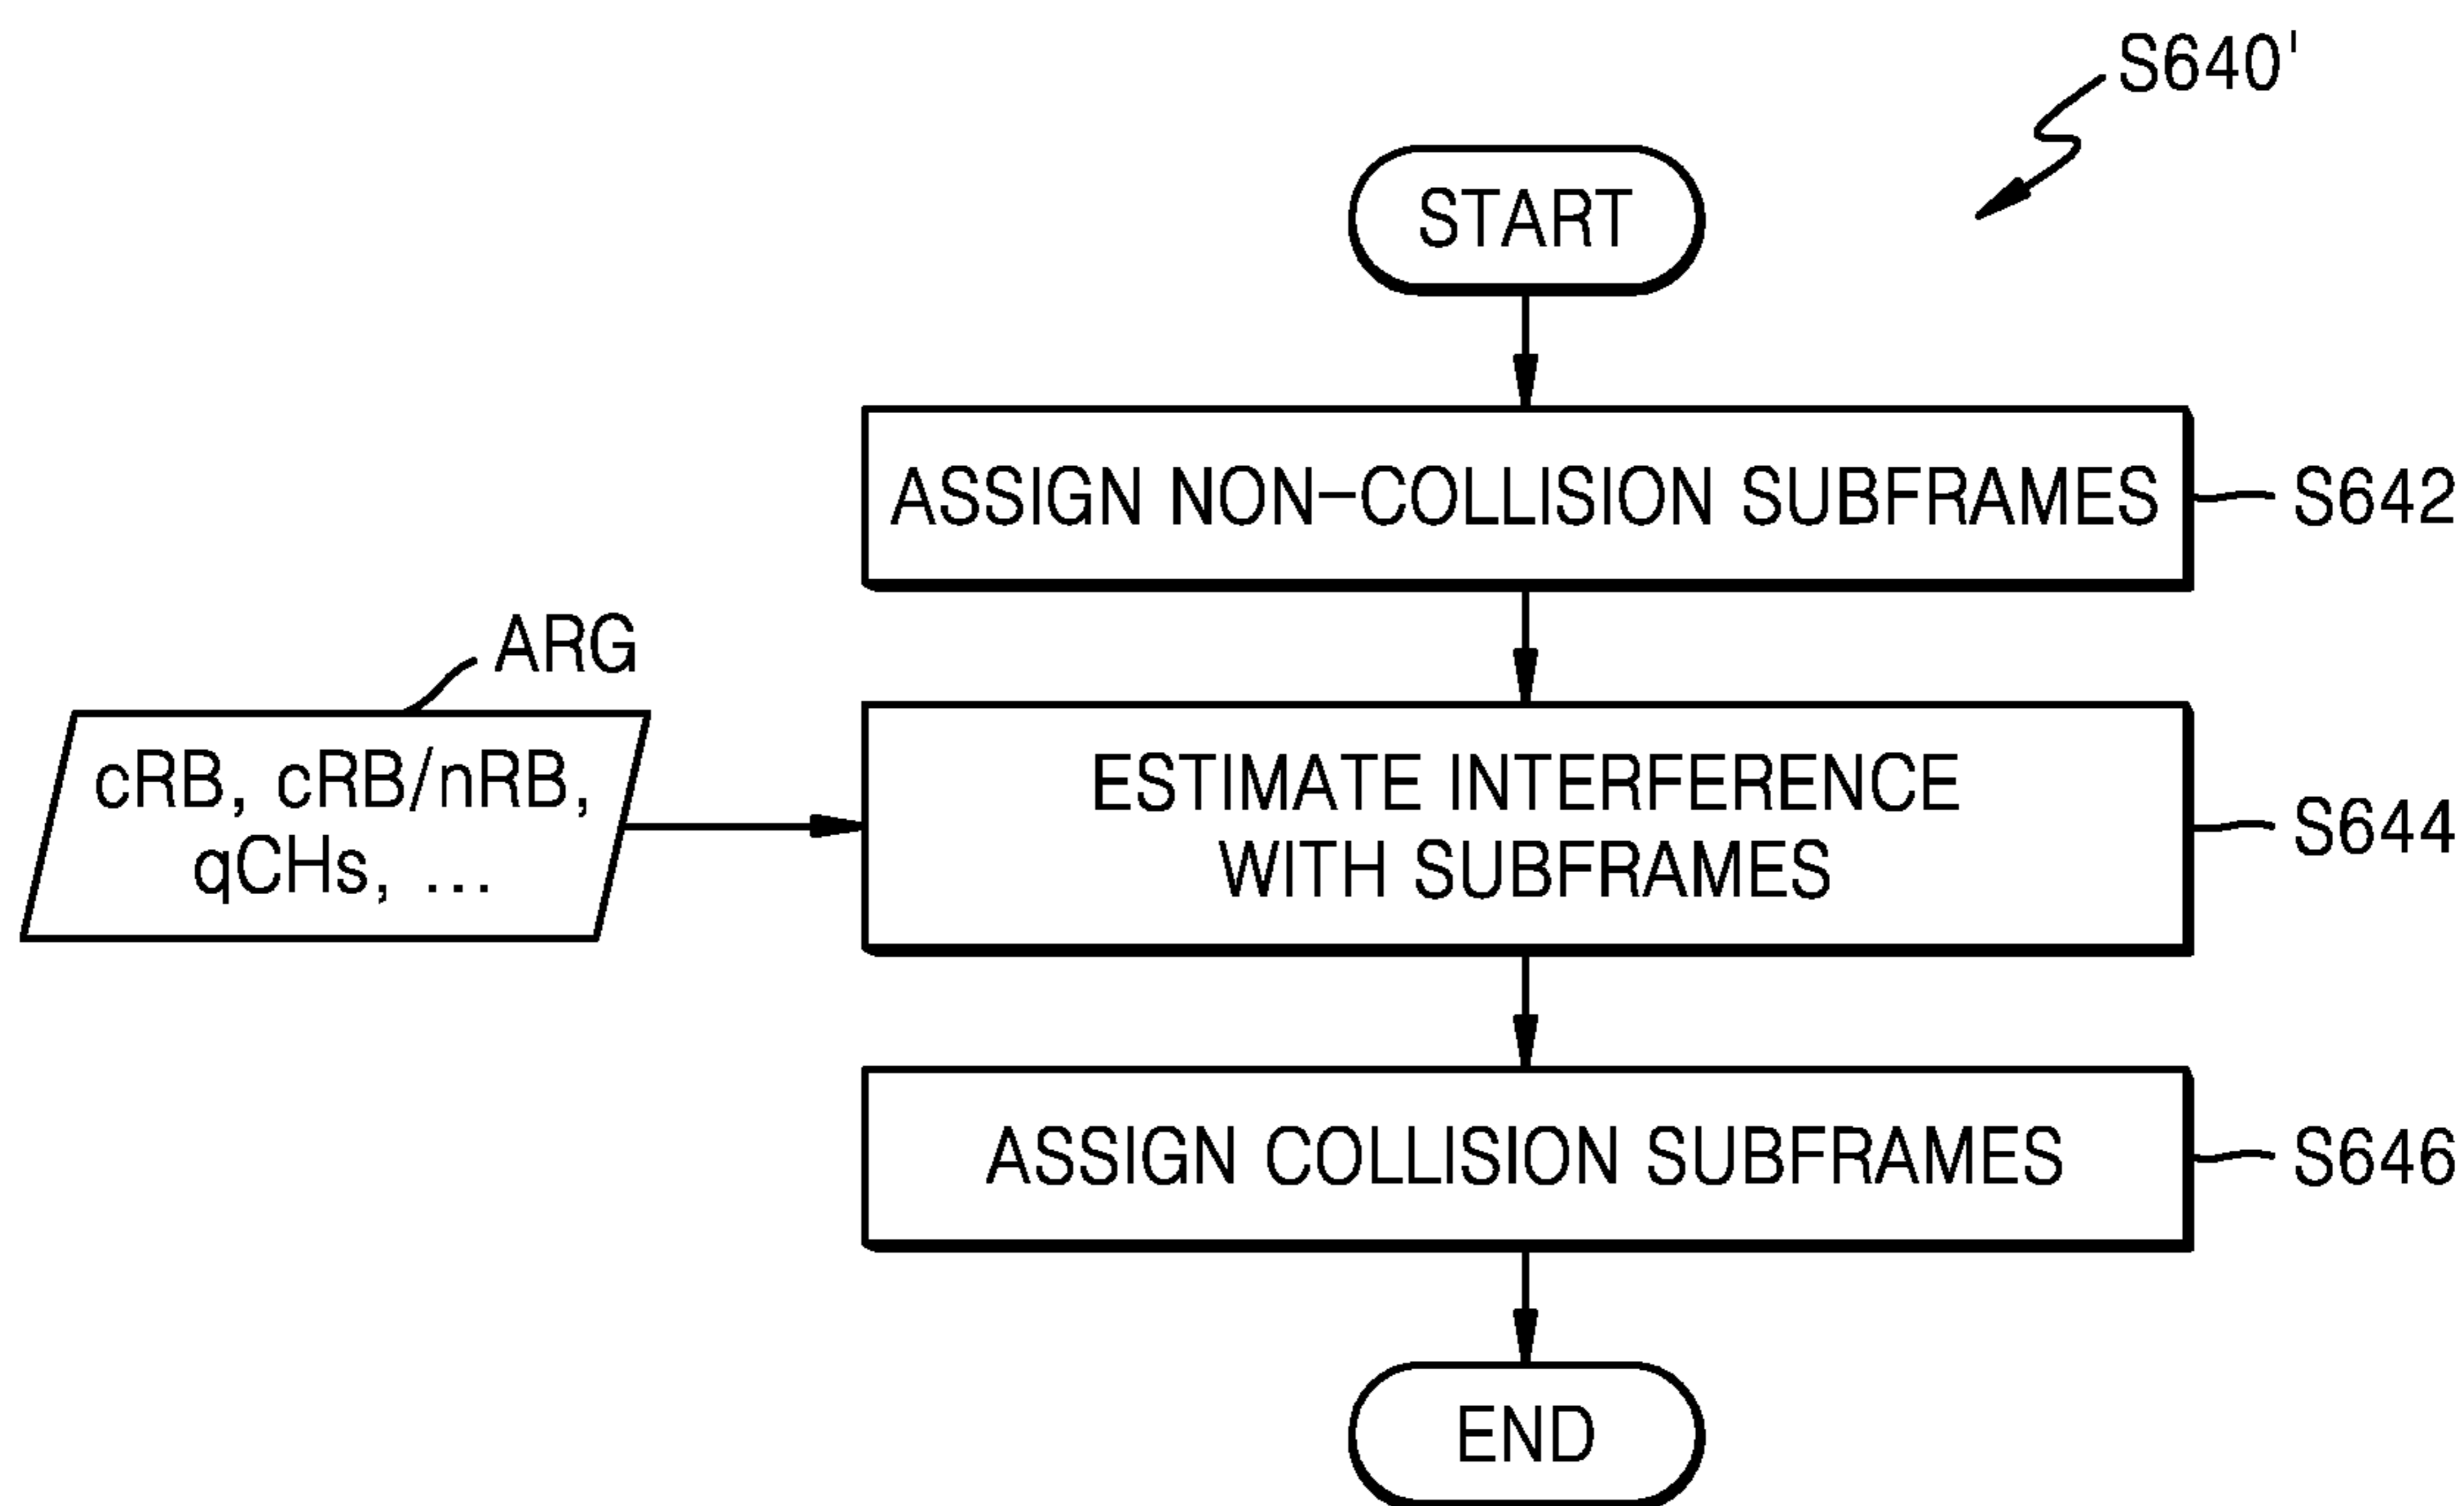 S640'
START
ASSIGN NON-COLLISION SUBFRAMES
S642
ARG
cRB, cRB/nRB,
qCHs, ...
ESTIMATE INTERFERENCE
WITH SUBFRAMES
S644
ASSIGN COLLISION SUBFRAMES
S646
END